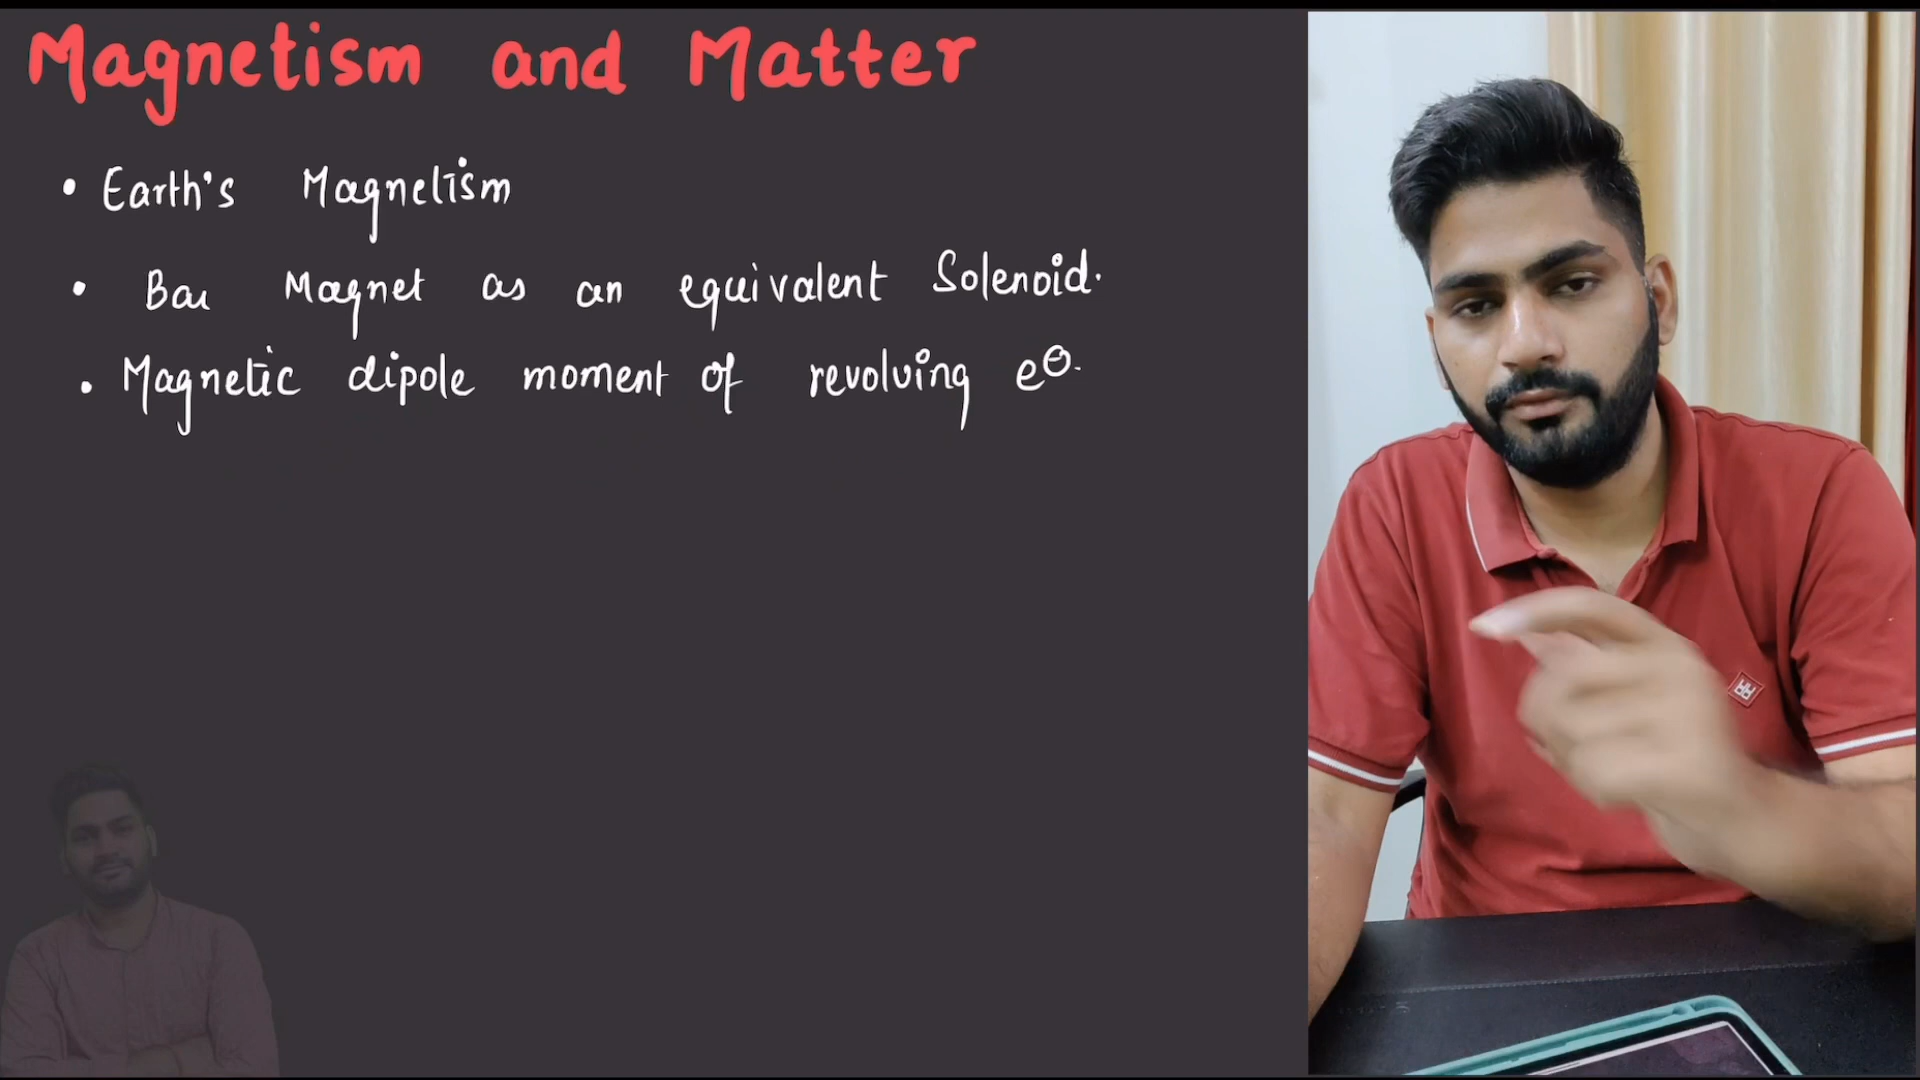 Magnetism and Matter
• Earth's Magnetism
• Bar Magnet as an equivalent Solenoid.
• Magnetic dipole moment of revolving e⊖.